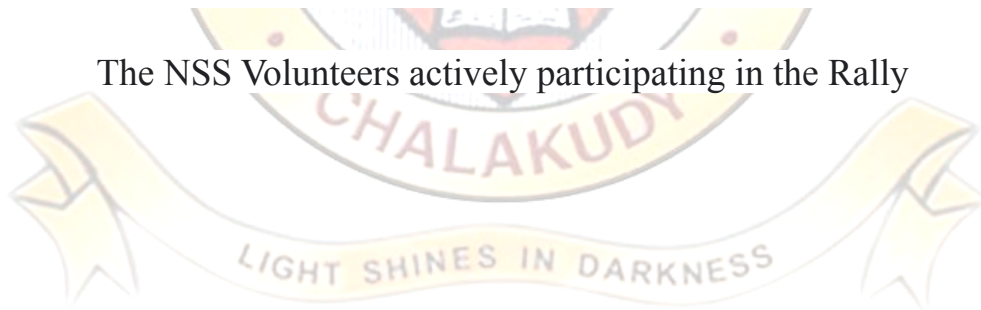 The NSS Volunteers actively participating in the Rally
CHALAKUDY
LIGHT SHINES IN DARKNESS